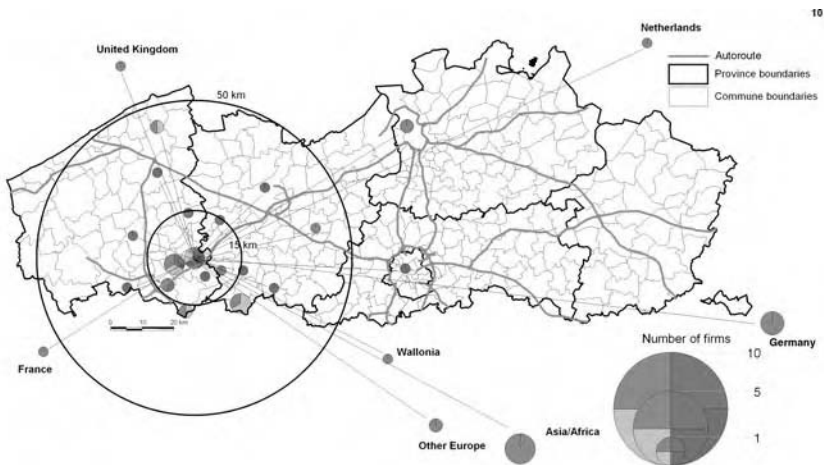 10
United Kingdom
Netherlands
Autoroute
Province boundaries
Commune boundaries
50 km
15 km
0 10 20 km
France
Wallonia
Germany
Other Europe
Asia/Africa
Number of firms
10
5
1